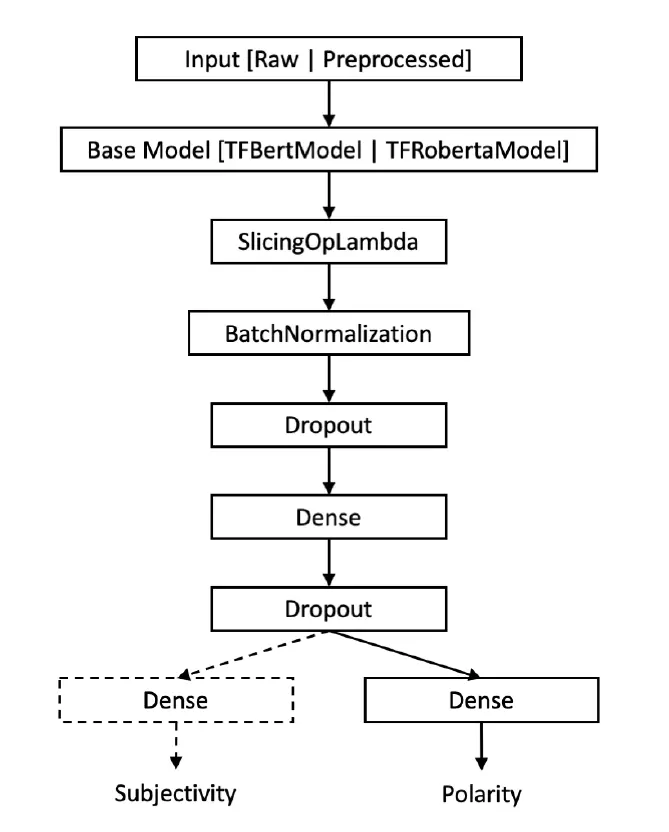 Input [Raw | Preprocessed]
Base Model [TFBertModel | TFRobertaModel]
SlicingOpLambda
BatchNormalization
Dropout
Dense
Dropout
Dense
Dense
Subjectivity
Polarity